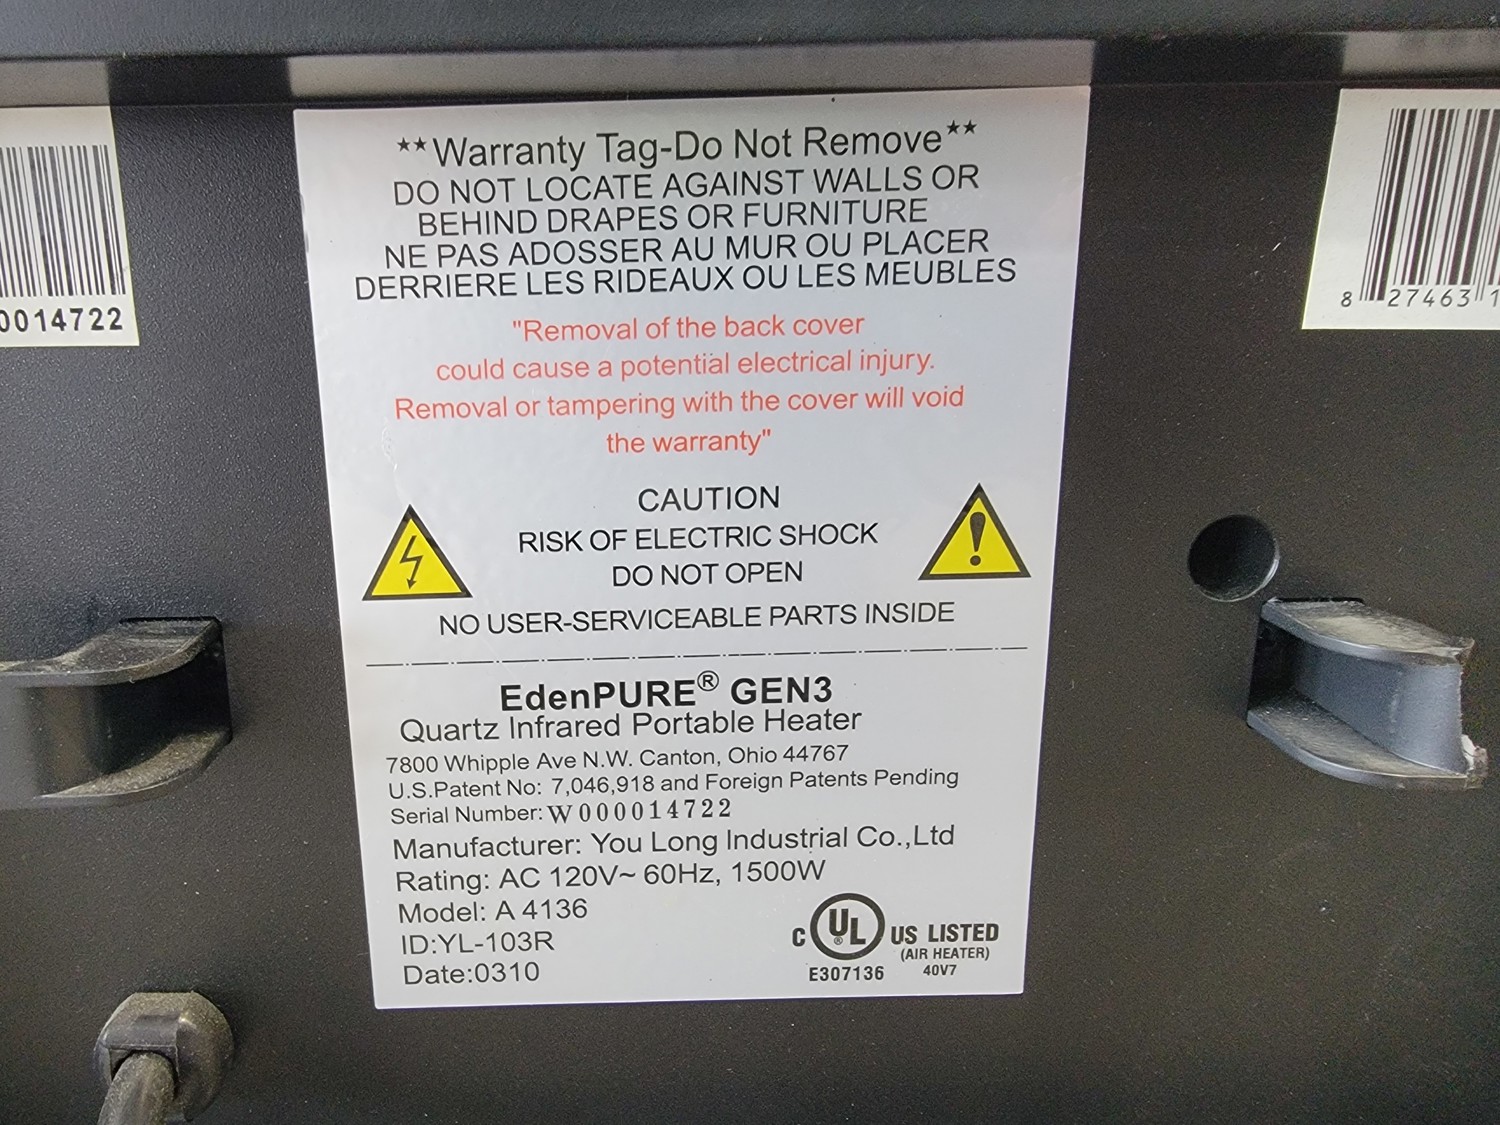 **Warranty Tag-Do Not Remove**
DO NOT LOCATE AGAINST WALLS OR
BEHIND DRAPES OR FURNITURE
NE PAS ADOSSER AU MUR OU PLACER
DERRIERE LES RIDEAUX OU LES MEUBLES
"Removal of the back cover
could cause a potential electrical injury.
Removal or tampering with the cover will void
the warranty"
CAUTION
RISK OF ELECTRIC SHOCK
DO NOT OPEN
NO USER-SERVICEABLE PARTS INSIDE
EdenPURE® GEN3
Quartz Infrared Portable Heater
7800 Whipple Ave N.W. Canton, Ohio 44767
U.S.Patent No: 7,046,918 and Foreign Patents Pending
Serial Number: W000014722
Manufacturer: You Long Industrial Co.,Ltd
Rating: AC 120V~ 60Hz, 1500W
Model: A 4136
ID:YL-103R
Date:0310
C UL® US LISTED
(AIR HEATER)
E307136 40V7
0014722
8 27463 1